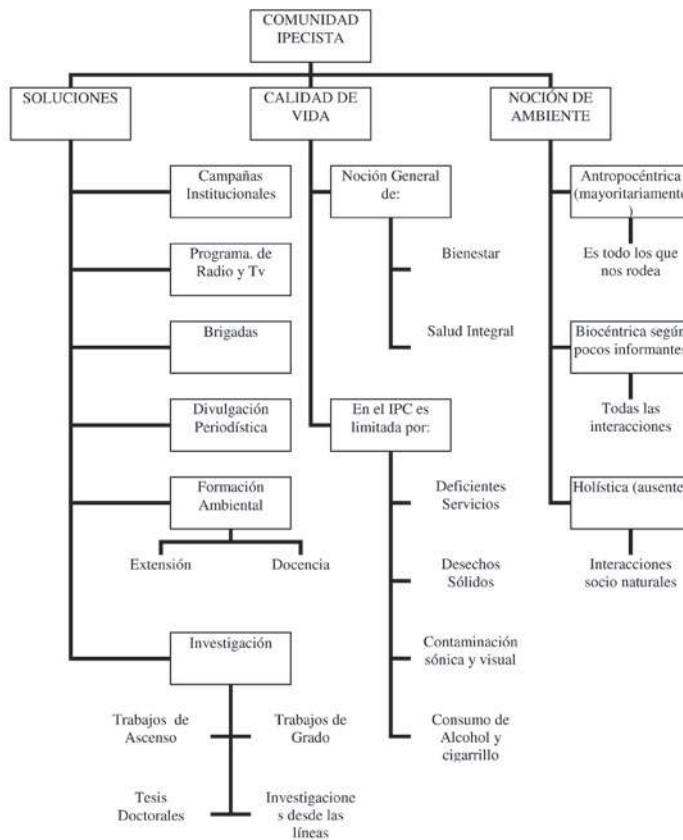 COMUNIDAD
IPECISTA
SOLUCIONES
CALIDAD DE
VIDA
NOCIÓN DE
AMBIENTE
Campañas
Institucionales
Programa. de
Radio y Tv
Brigadas
Divulgación
Periodística
Formación
Ambiental
Extensión
Docencia
Investigación
Trabajos de
Ascenso
Trabajos de
Grado
Tesis
Doctorales
Investigacione
s desde las
líneas
Noción General
de:
Bienestar
Salud Integral
En el IPC es
limitada por:
Deficientes
Servicios
Desechos
Sólidos
Contaminación
sónica y visual
Consumo de
Alcohol y
cigarrillo
Antropocéntrica
(mayoritariamente
)
Es todo los que
nos rodea
Biocéntrica según
pocos informantes
Todas las
interacciones
Holística (ausente
Interacciones
socio naturales